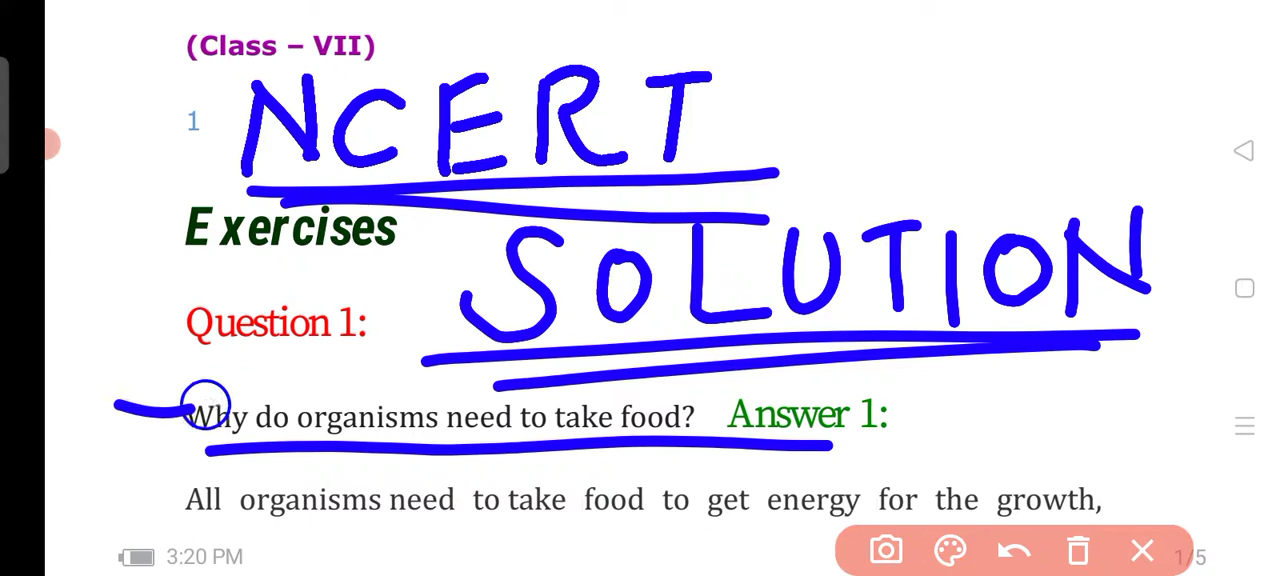 (Class – VII)
1
NCERT
Exercises
SOLUTION
Question 1:
Why do organisms need to take food? Answer 1:
All organisms need to take food to get energy for the growth,
3:20 PM
1/5